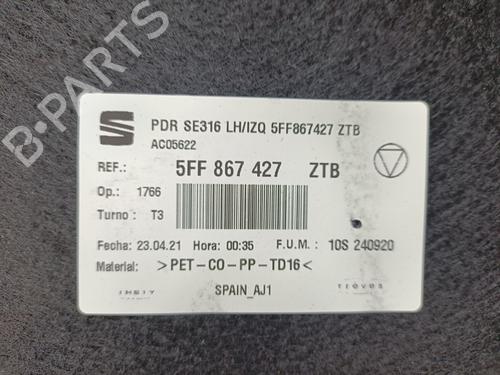 B-PARTS
PDR SE316 LH/IZQ 5FF867427 ZTB
AC05622
REF.: 5FF 867 427 ZTB
Op.: 1766
Turno : T3
Fecha: 23.04.21 Hora: 00:35 F.U.M. : 10S 240920
Material: >PET-CO-PP-TD16<
SPAIN_AJ1 treves